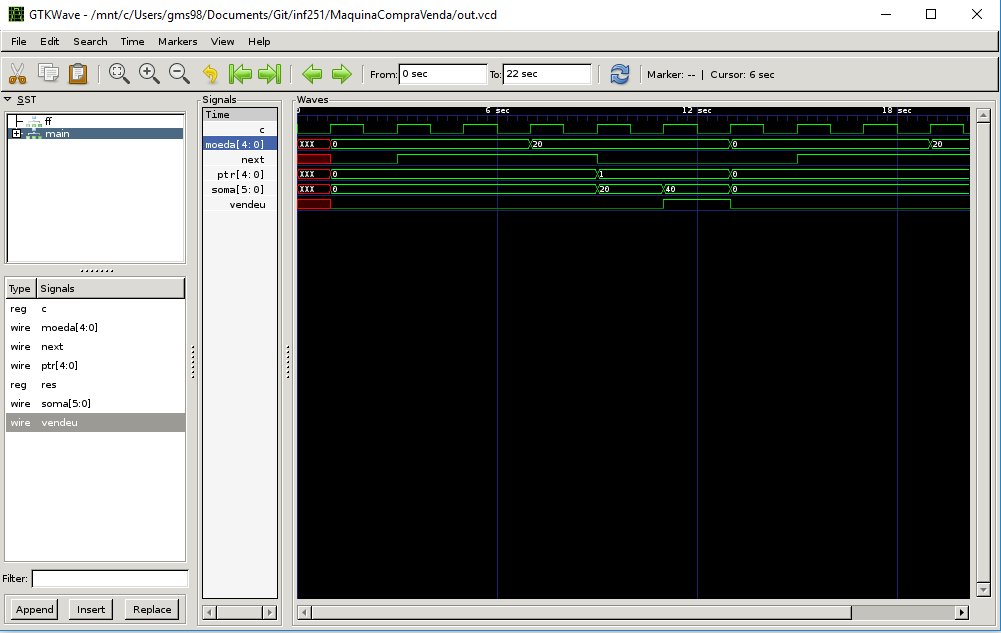 GTKWave - /mnt/c/Users/gms98/Documents/Git/inf251/MaquinaCompraVenda/out.vcd
File Edit Search Time Markers View Help
From: 0 sec To: 22 sec Marker: -- | Cursor: 6 sec
SST
ff
main
Type Signals
reg c
wire moeda[4:0]
wire next
wire ptr[4:0]
reg res
wire soma[5:0]
wire vendeu
Filter:
Append Insert Replace
Signals
Time
c
moeda[4:0]
next
ptr[4:0]
soma[5:0]
vendeu
Waves
6 sec 12 sec 18 sec
XXX 0 20 0 20
XXX 0 1 0
XXX 0 20 40 0